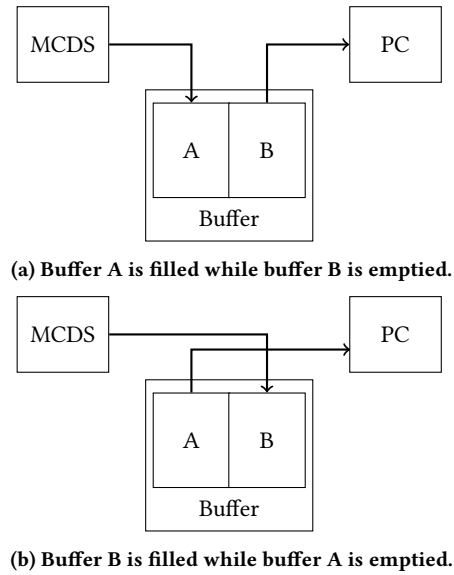 MCDS PC
A B
Buffer
(a) Buffer A is filled while buffer B is emptied.
MCDS PC
A B
Buffer
(b) Buffer B is filled while buffer A is emptied.